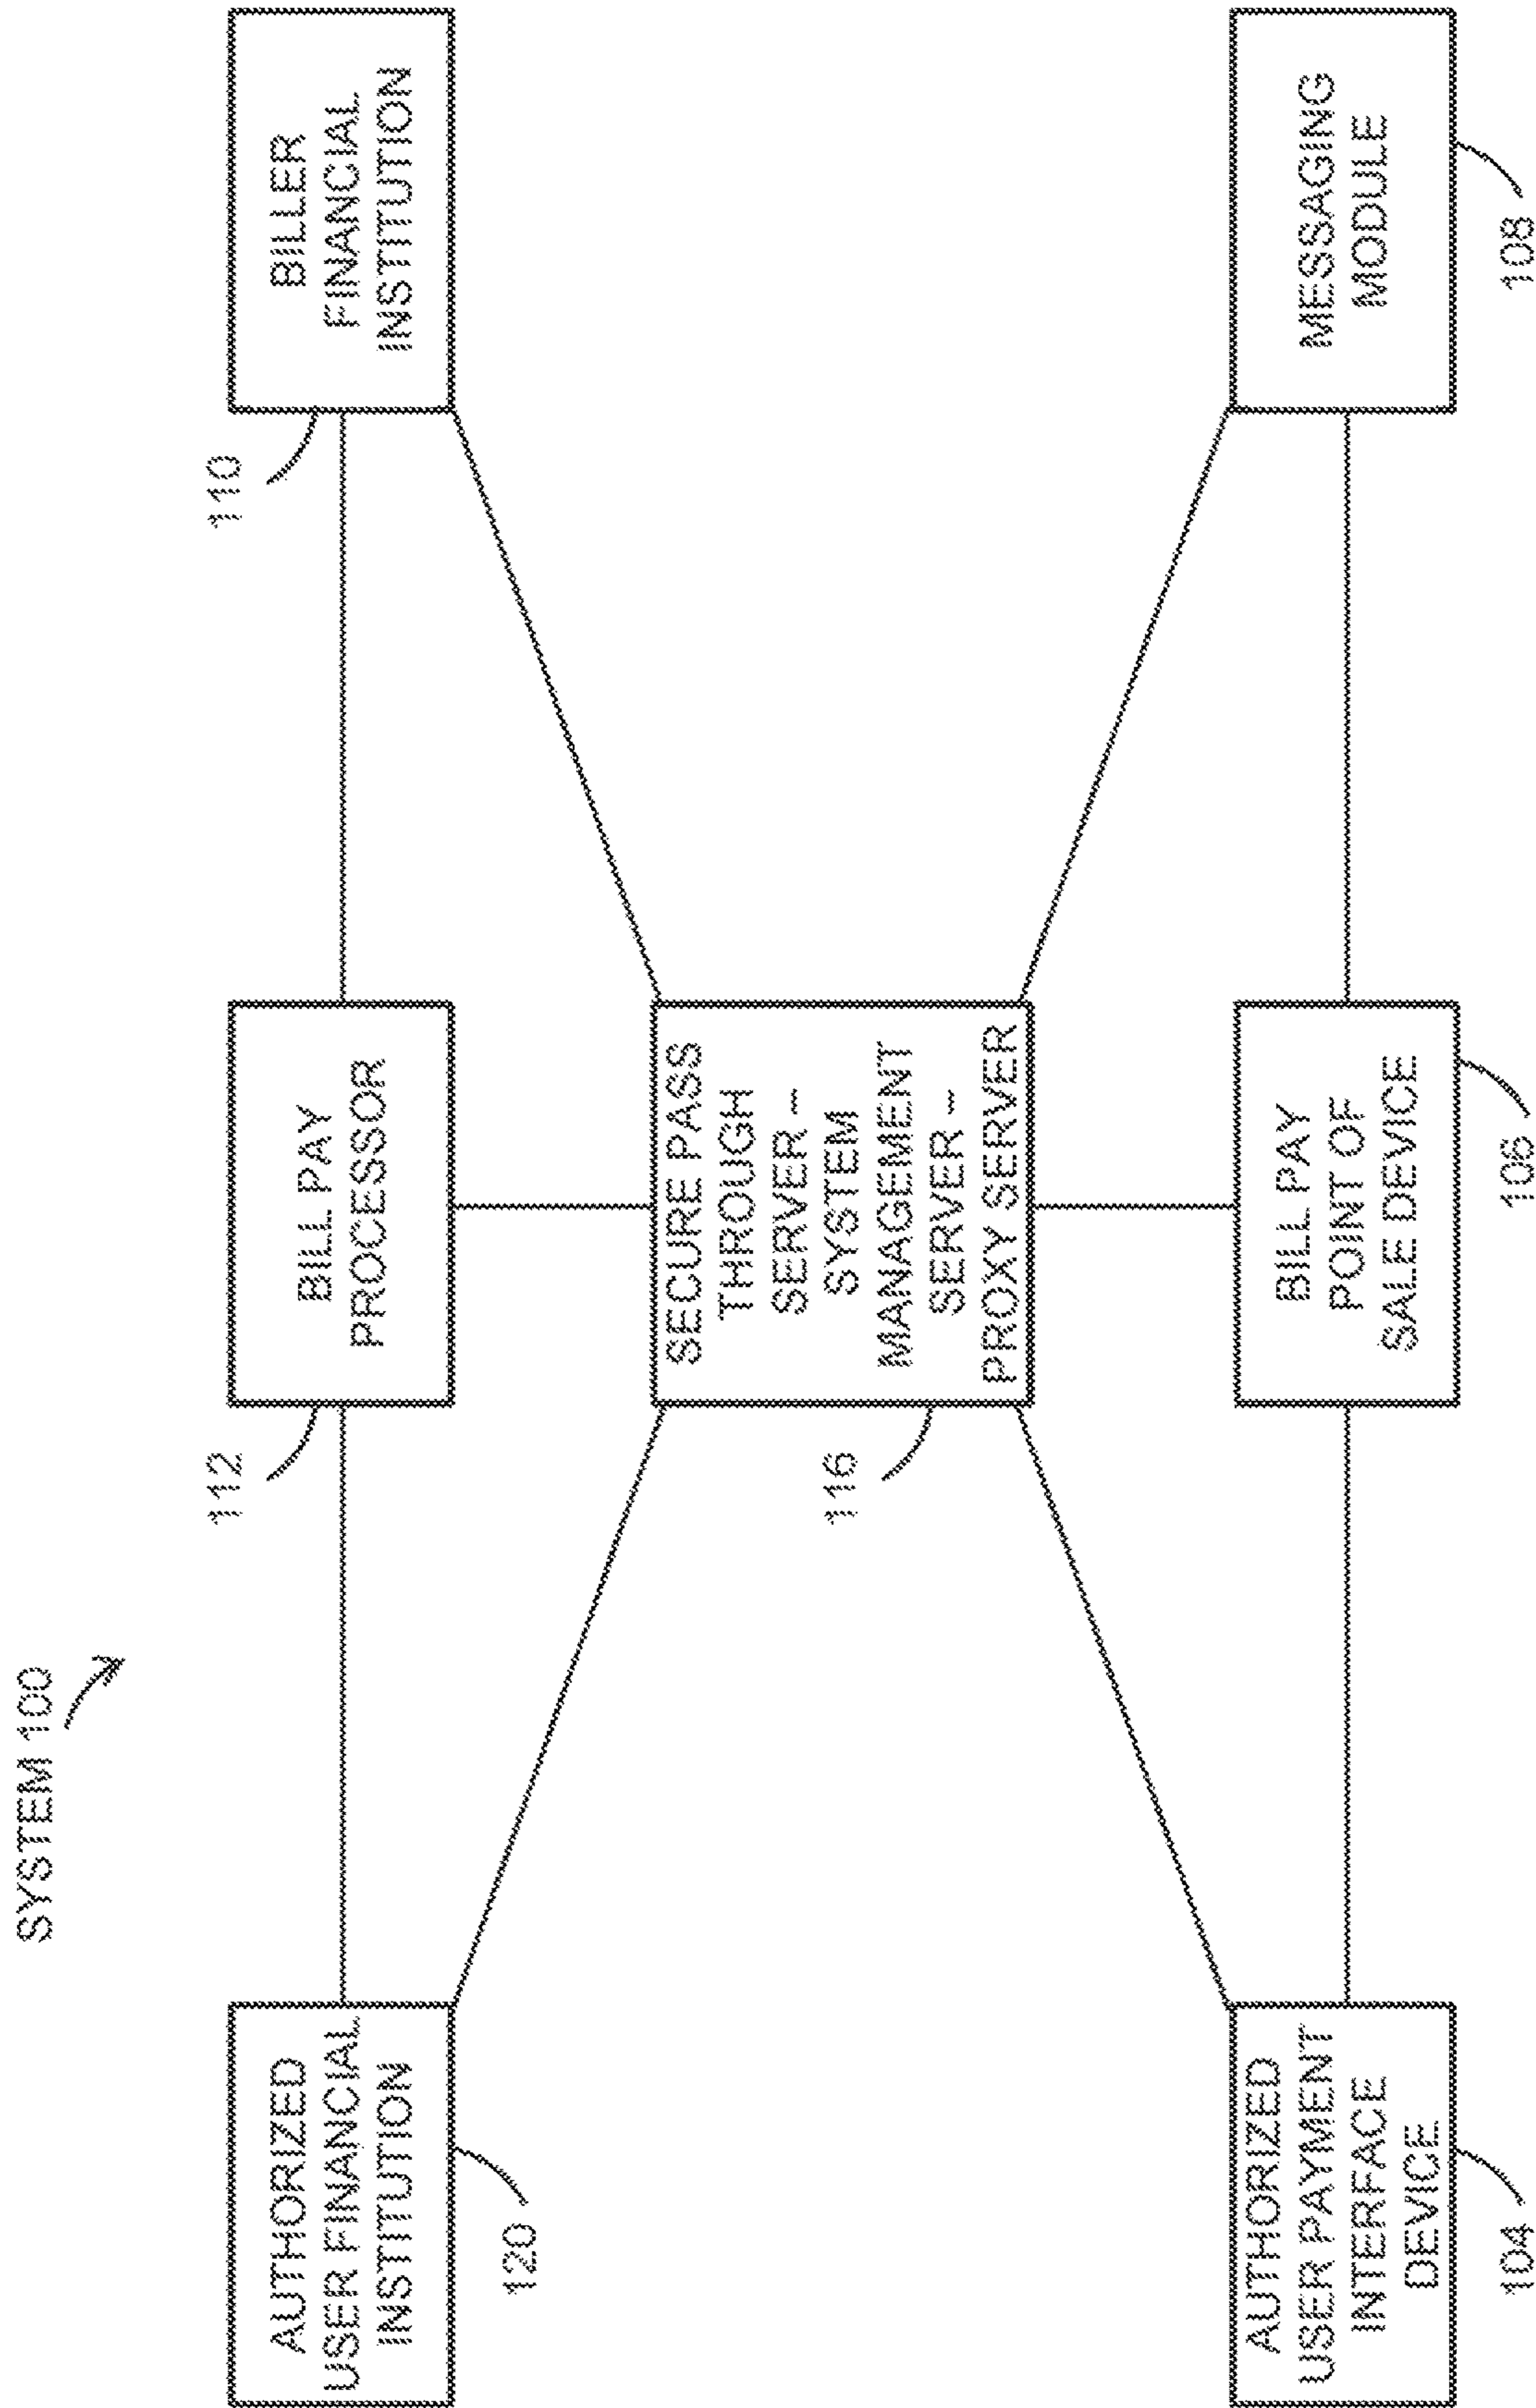 SYSTEM 100
AUTHORIZED
USER FINANCIAL
INSTITUTION
120
112
BILL PAY
PROCESSOR
110
BILLER
FINANCIAL
INSTITUTION
116
SECURE PASS
THROUGH
SERVER –
SYSTEM
MANAGEMENT
SERVER –
PROXY SERVER
AUTHORIZED
USER PAYMENT
INTERFACE
DEVICE
104
BILL PAY
POINT OF
SALE DEVICE
106
MESSAGING
MODULE
108